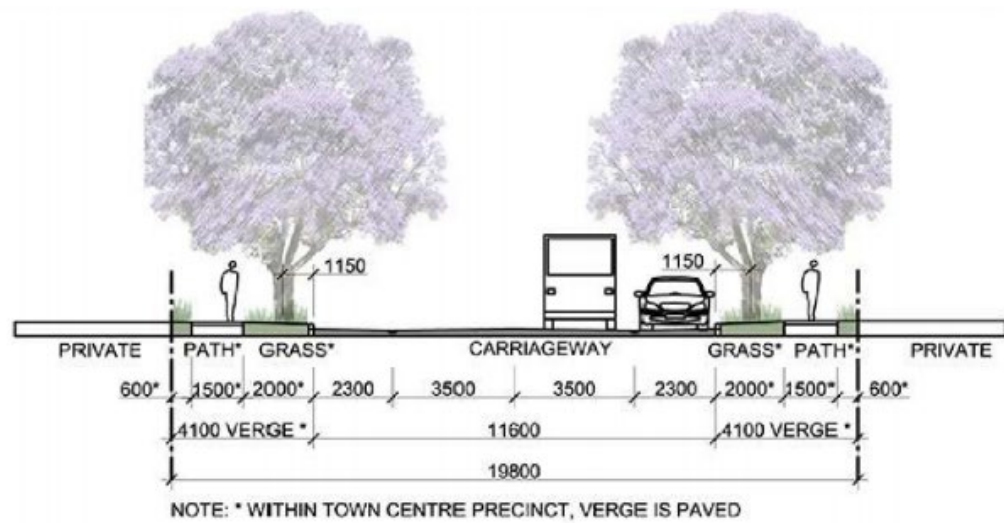 1150 1150
PRIVATE PATH* GRASS* CARRIAGEWAY GRASS* PATH* PRIVATE
600* 1500* 2000* 2300 3500 3500 2300 2000* 1500* 600*
4100 VERGE * 11600 4100 VERGE *
19800
NOTE: * WITHIN TOWN CENTRE PRECINCT, VERGE IS PAVED